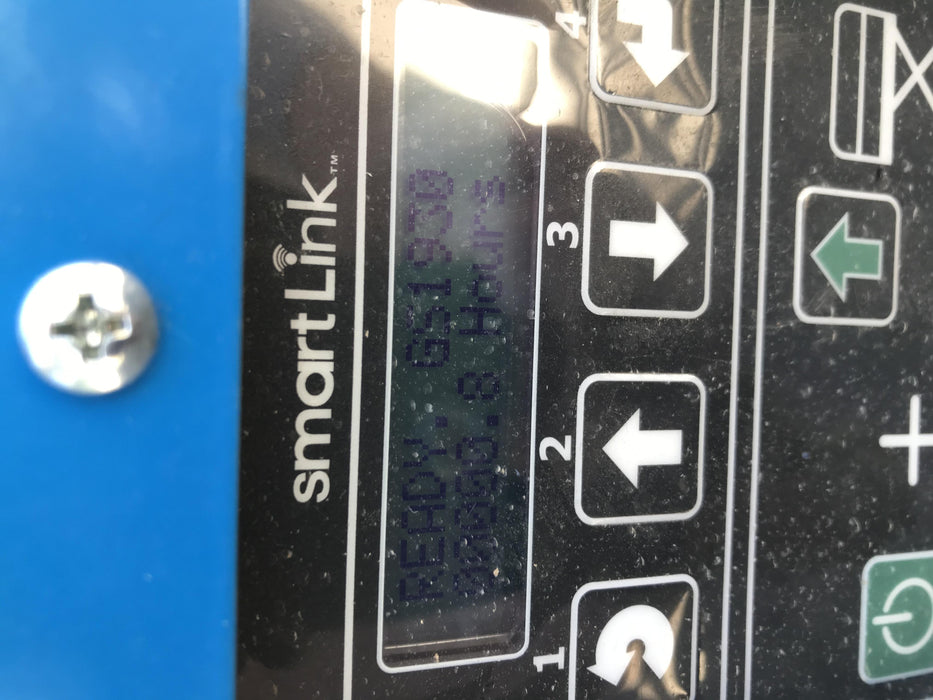 smartLink™
READY. GS1930
00000.8 Hours
1 2 3 4